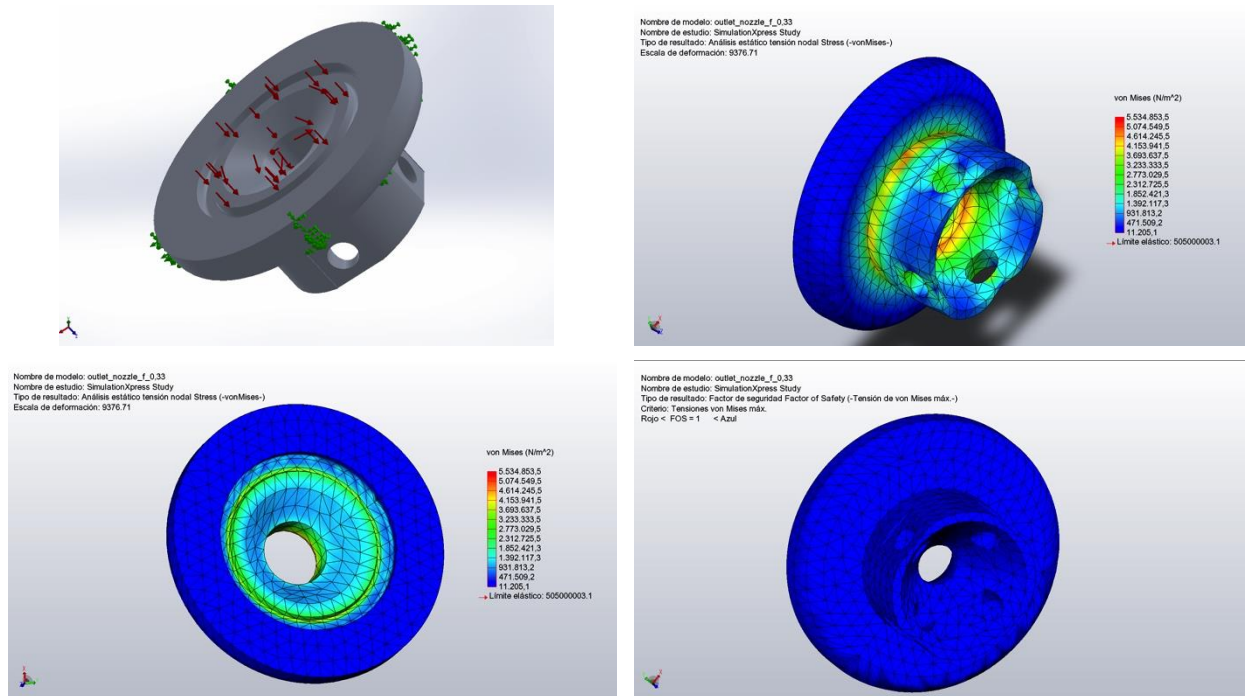 Nombre de modelo: outlet_nozzle_f_0,33
Nombre de estudio: SimulationXpress Study
Tipo de resultado: Análisis estático tensión nodal Stress (-vonMises-)
Escala de deformación: 9376.71
von Mises (N/m^2)
5.534.853,5
5.074.549,5
4.614.245,5
4.153.941,5
3.693.637,5
3.233.333,5
2.773.029,5
2.312.725,5
1.852.421,3
1.392.117,3
931.813,2
471.509,2
11.205,1
Límite elástico: 505000003.1
Nombre de modelo: outlet_nozzle_f_0,33
Nombre de estudio: SimulationXpress Study
Tipo de resultado: Análisis estático tensión nodal Stress (-vonMises-)
Escala de deformación: 9376.71
von Mises (N/m^2)
5.534.853,5
5.074.549,5
4.614.245,5
4.153.941,5
3.693.637,5
3.233.333,5
2.773.029,5
2.312.725,5
1.852.421,3
1.392.117,3
931.813,2
471.509,2
11.205,1
Límite elástico: 505000003.1
Nombre de modelo: outlet_nozzle_f_0,33
Nombre de estudio: SimulationXpress Study
Tipo de resultado: Factor de seguridad Factor of Safety (-Tensión de von Mises máx.-)
Criterio: Tensiones von Mises máx.
Rojo < FOS = 1 < Azul